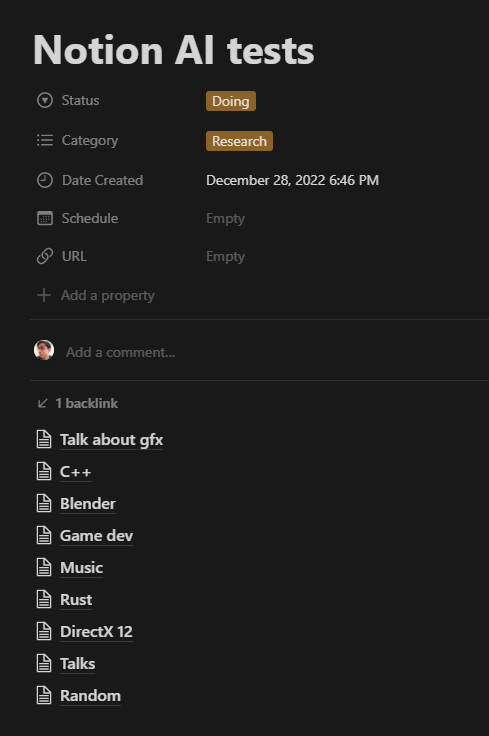 Notion AI tests
Status Doing
Category Research
Date Created December 28, 2022 6:46 PM
Schedule Empty
URL Empty
Add a property
Add a comment...
1 backlink
Talk about gfx
C++
Blender
Game dev
Music
Rust
DirectX 12
Talks
Random